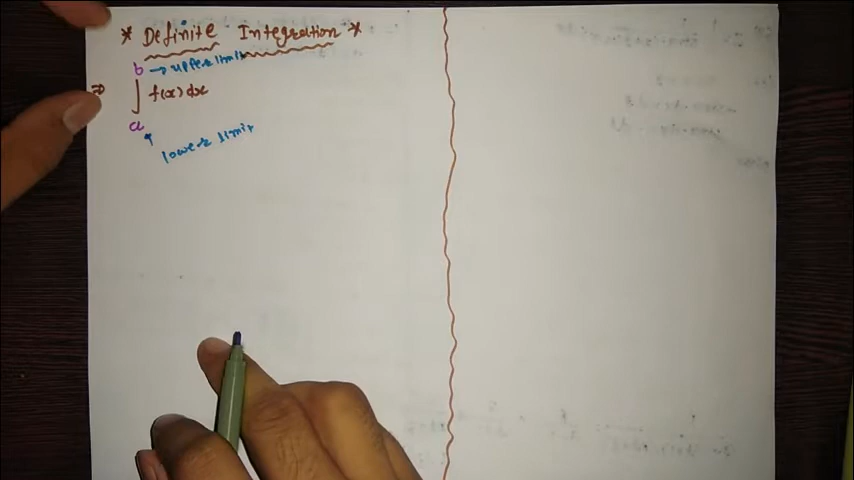 * Definite Integration *
b → upper limit
⇒ ∫ f(x) dx
a
lower limit